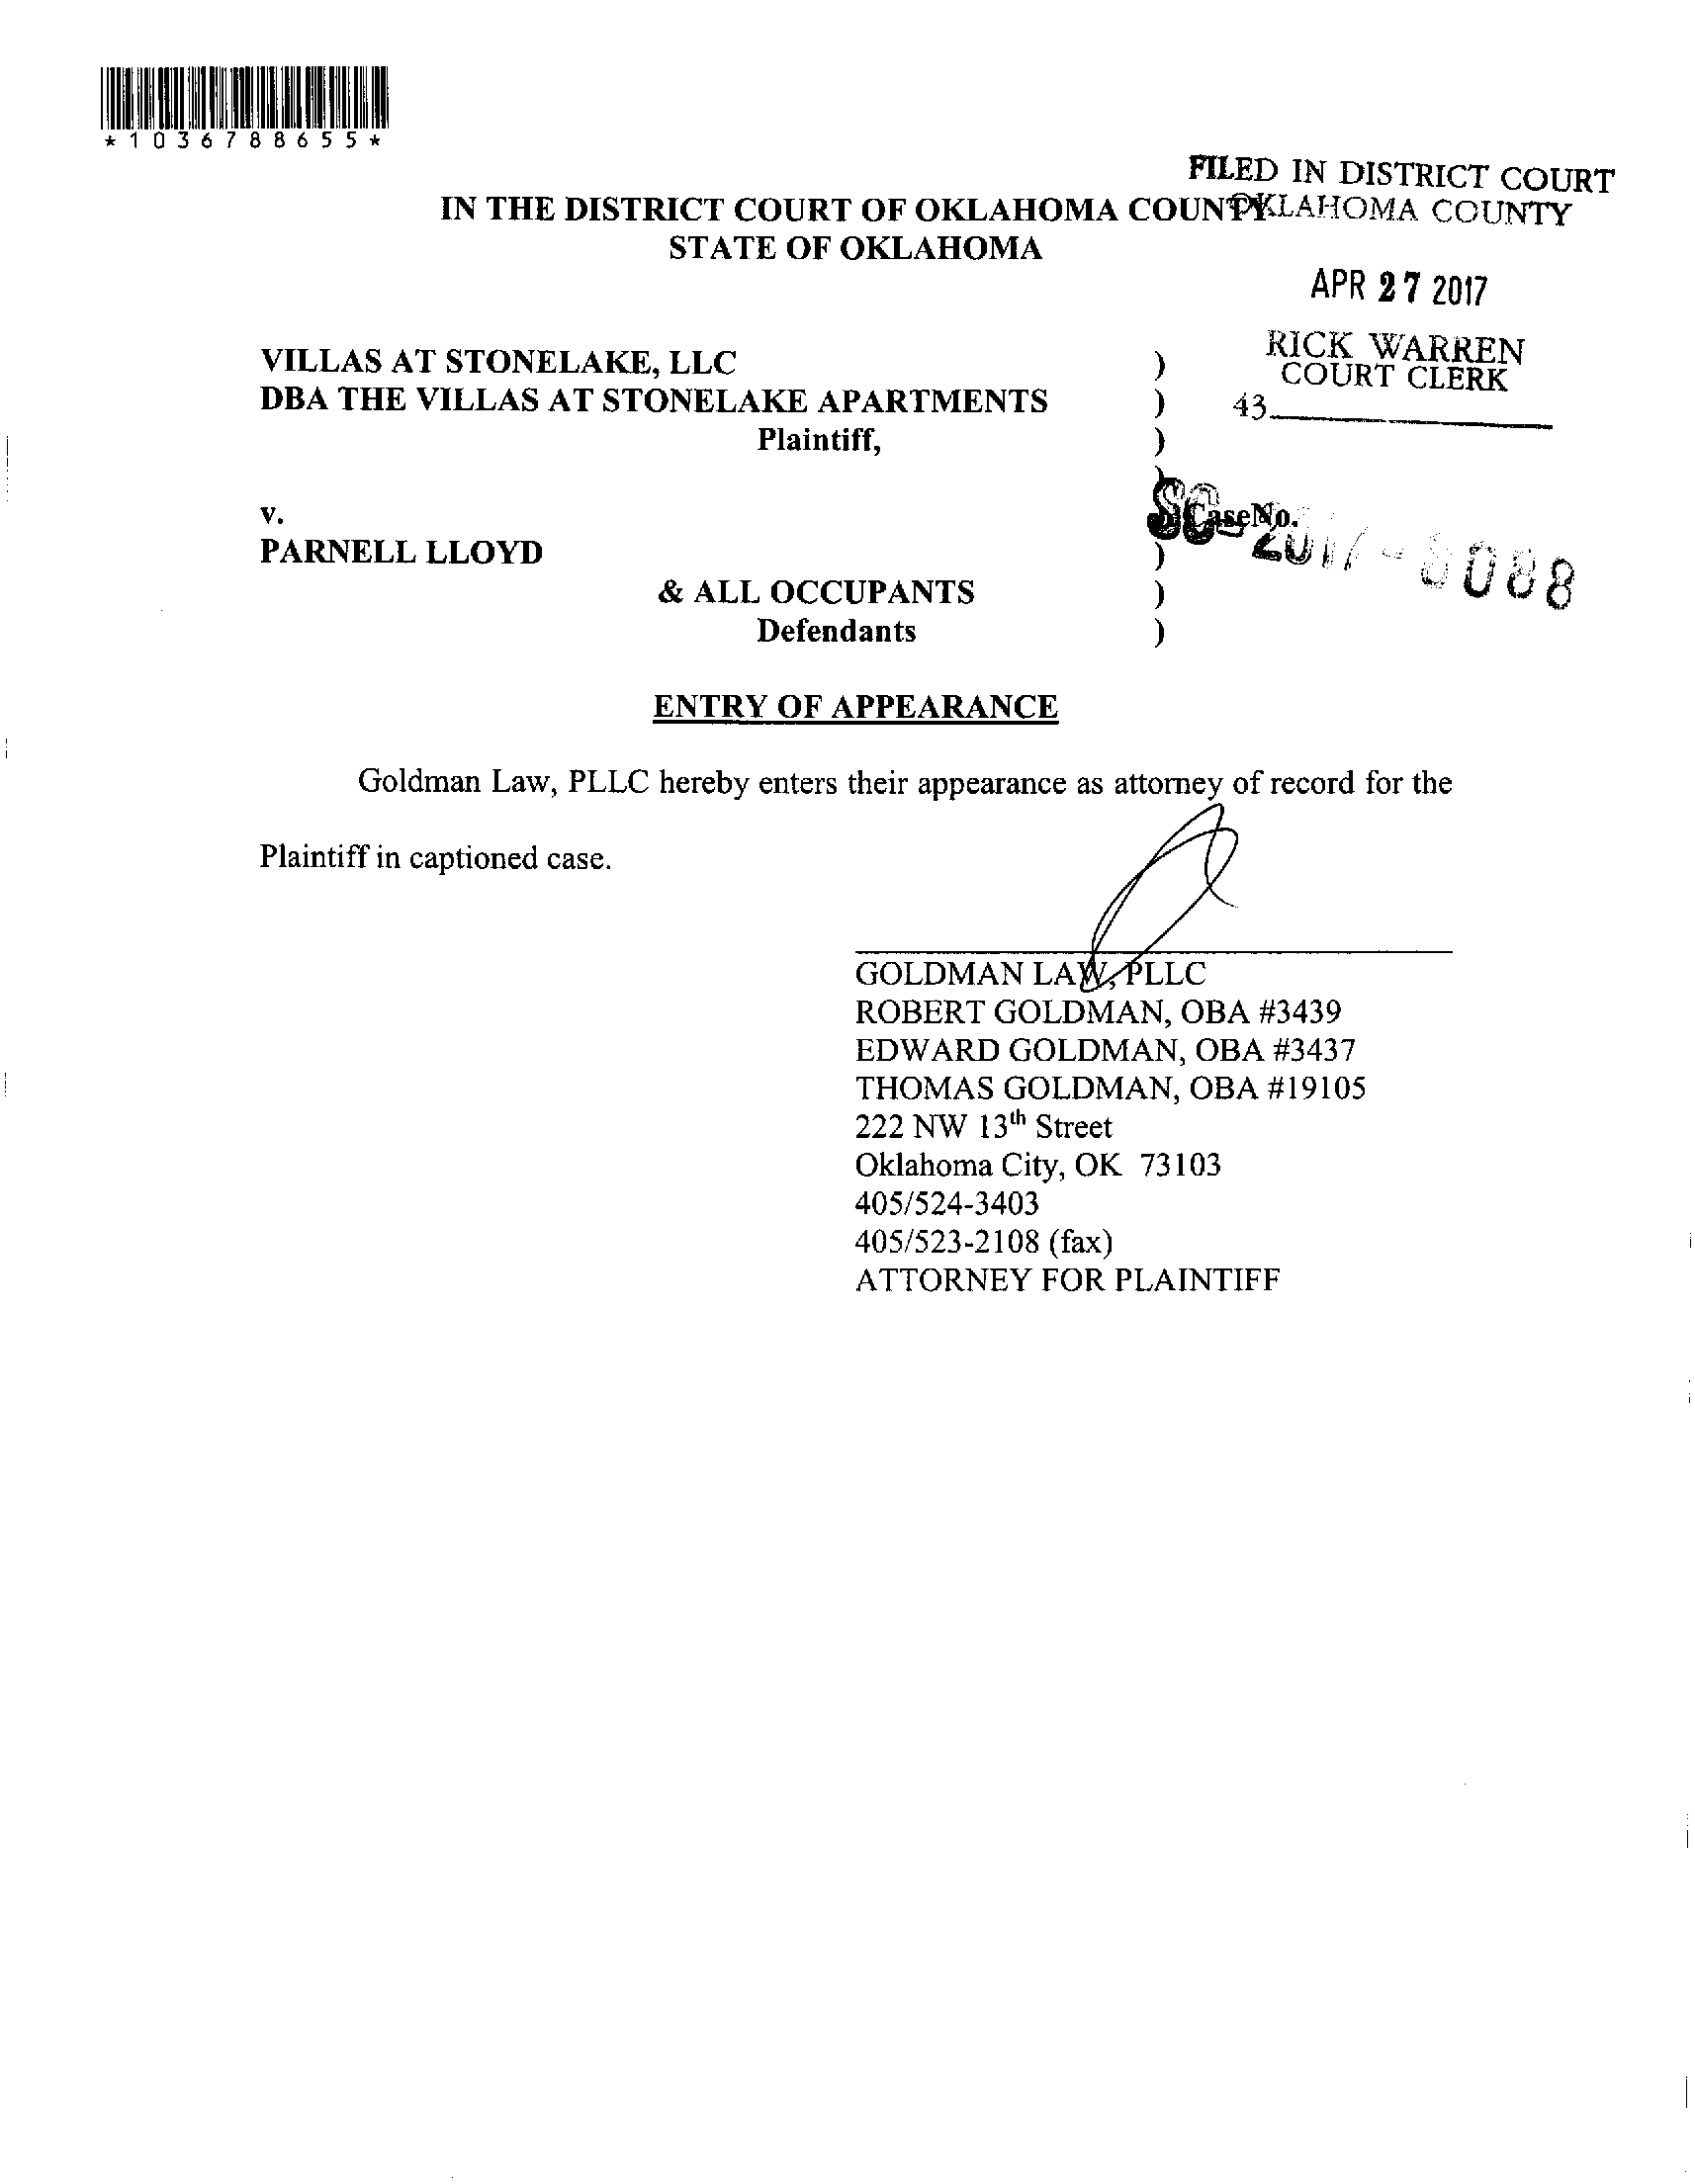 *1036788655*
FILED IN DISTRICT COURT
OKLAHOMA COUNTY
IN THE DISTRICT COURT OF OKLAHOMA COUNTY
STATE OF OKLAHOMA
APR 27 2017
RICK WARREN
COURT CLERK
43
VILLAS AT STONELAKE, LLC )
DBA THE VILLAS AT STONELAKE APARTMENTS )
Plaintiff, )
)
v. ) Case No.
SC-2017-8088
PARNELL LLOYD )
& ALL OCCUPANTS )
Defendants )
ENTRY OF APPEARANCE
Goldman Law, PLLC hereby enters their appearance as attorney of record for the
Plaintiff in captioned case.
GOLDMAN LAW, PLLC
ROBERT GOLDMAN, OBA #3439
EDWARD GOLDMAN, OBA #3437
THOMAS GOLDMAN, OBA #19105
222 NW 13th Street
Oklahoma City, OK 73103
405/524-3403
405/523-2108 (fax)
ATTORNEY FOR PLAINTIFF